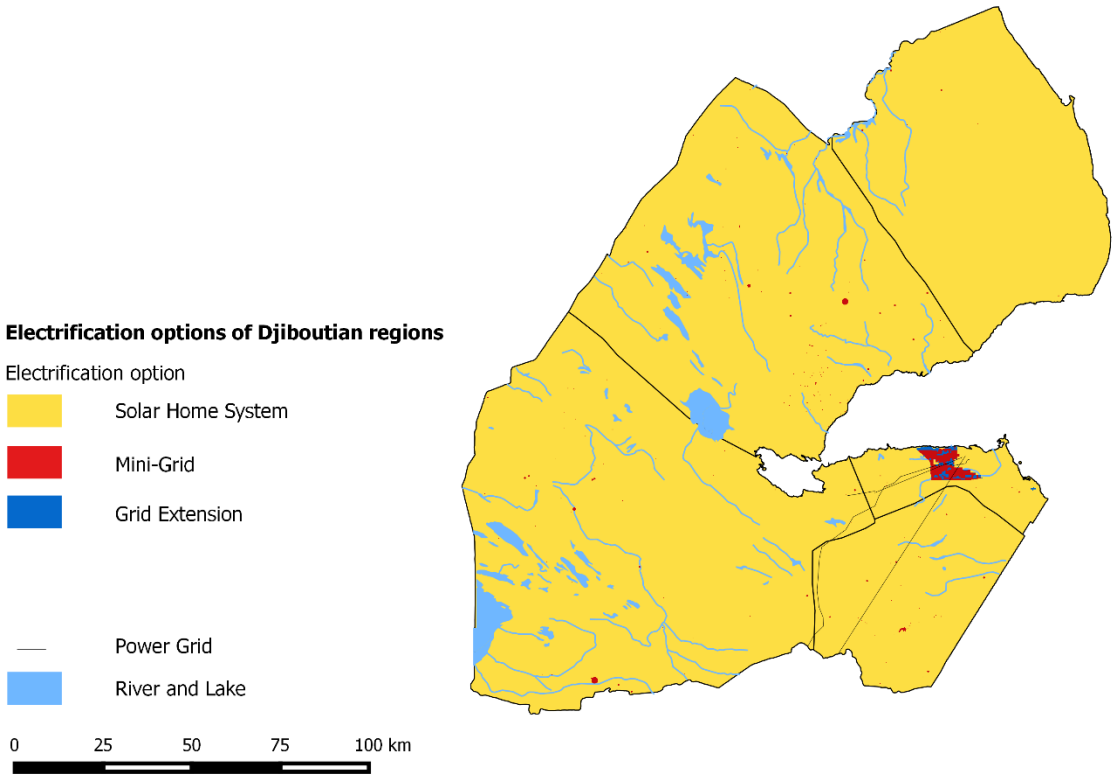 Electrification options of Djiboutian regions
Electrification option
Solar Home System
Mini-Grid
Grid Extension
Power Grid
River and Lake
0 25 50 75 100 km